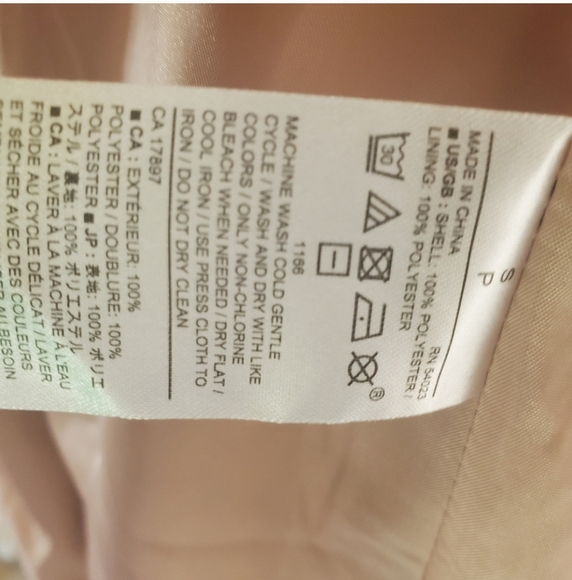 S
P
MADE IN CHINA RN 54023
■ US/GB : SHELL: 100% POLYESTER /
LINING: 100% POLYESTER
30
®
1166
MACHINE WASH COLD GENTLE
CYCLE / WASH AND DRY WITH LIKE
COLORS / ONLY NON-CHLORINE
BLEACH WHEN NEEDED / DRY FLAT /
COOL IRON / USE PRESS CLOTH TO
IRON / DO NOT DRY CLEAN
CA 17897
■ CA : EXTÉRIEUR: 100%
POLYESTER / DOUBLURE: 100%
POLYESTER ■ JP : 表地: 100% ポリエ
ステル / 裏地: 100% ポリエステル
■ CA : LAVER À LA MACHINE À L'EAU
FROIDE AU CYCLE DÉLICAT / LAVER
ET SÉCHER AVEC DES COULEURS
AU BESOIN